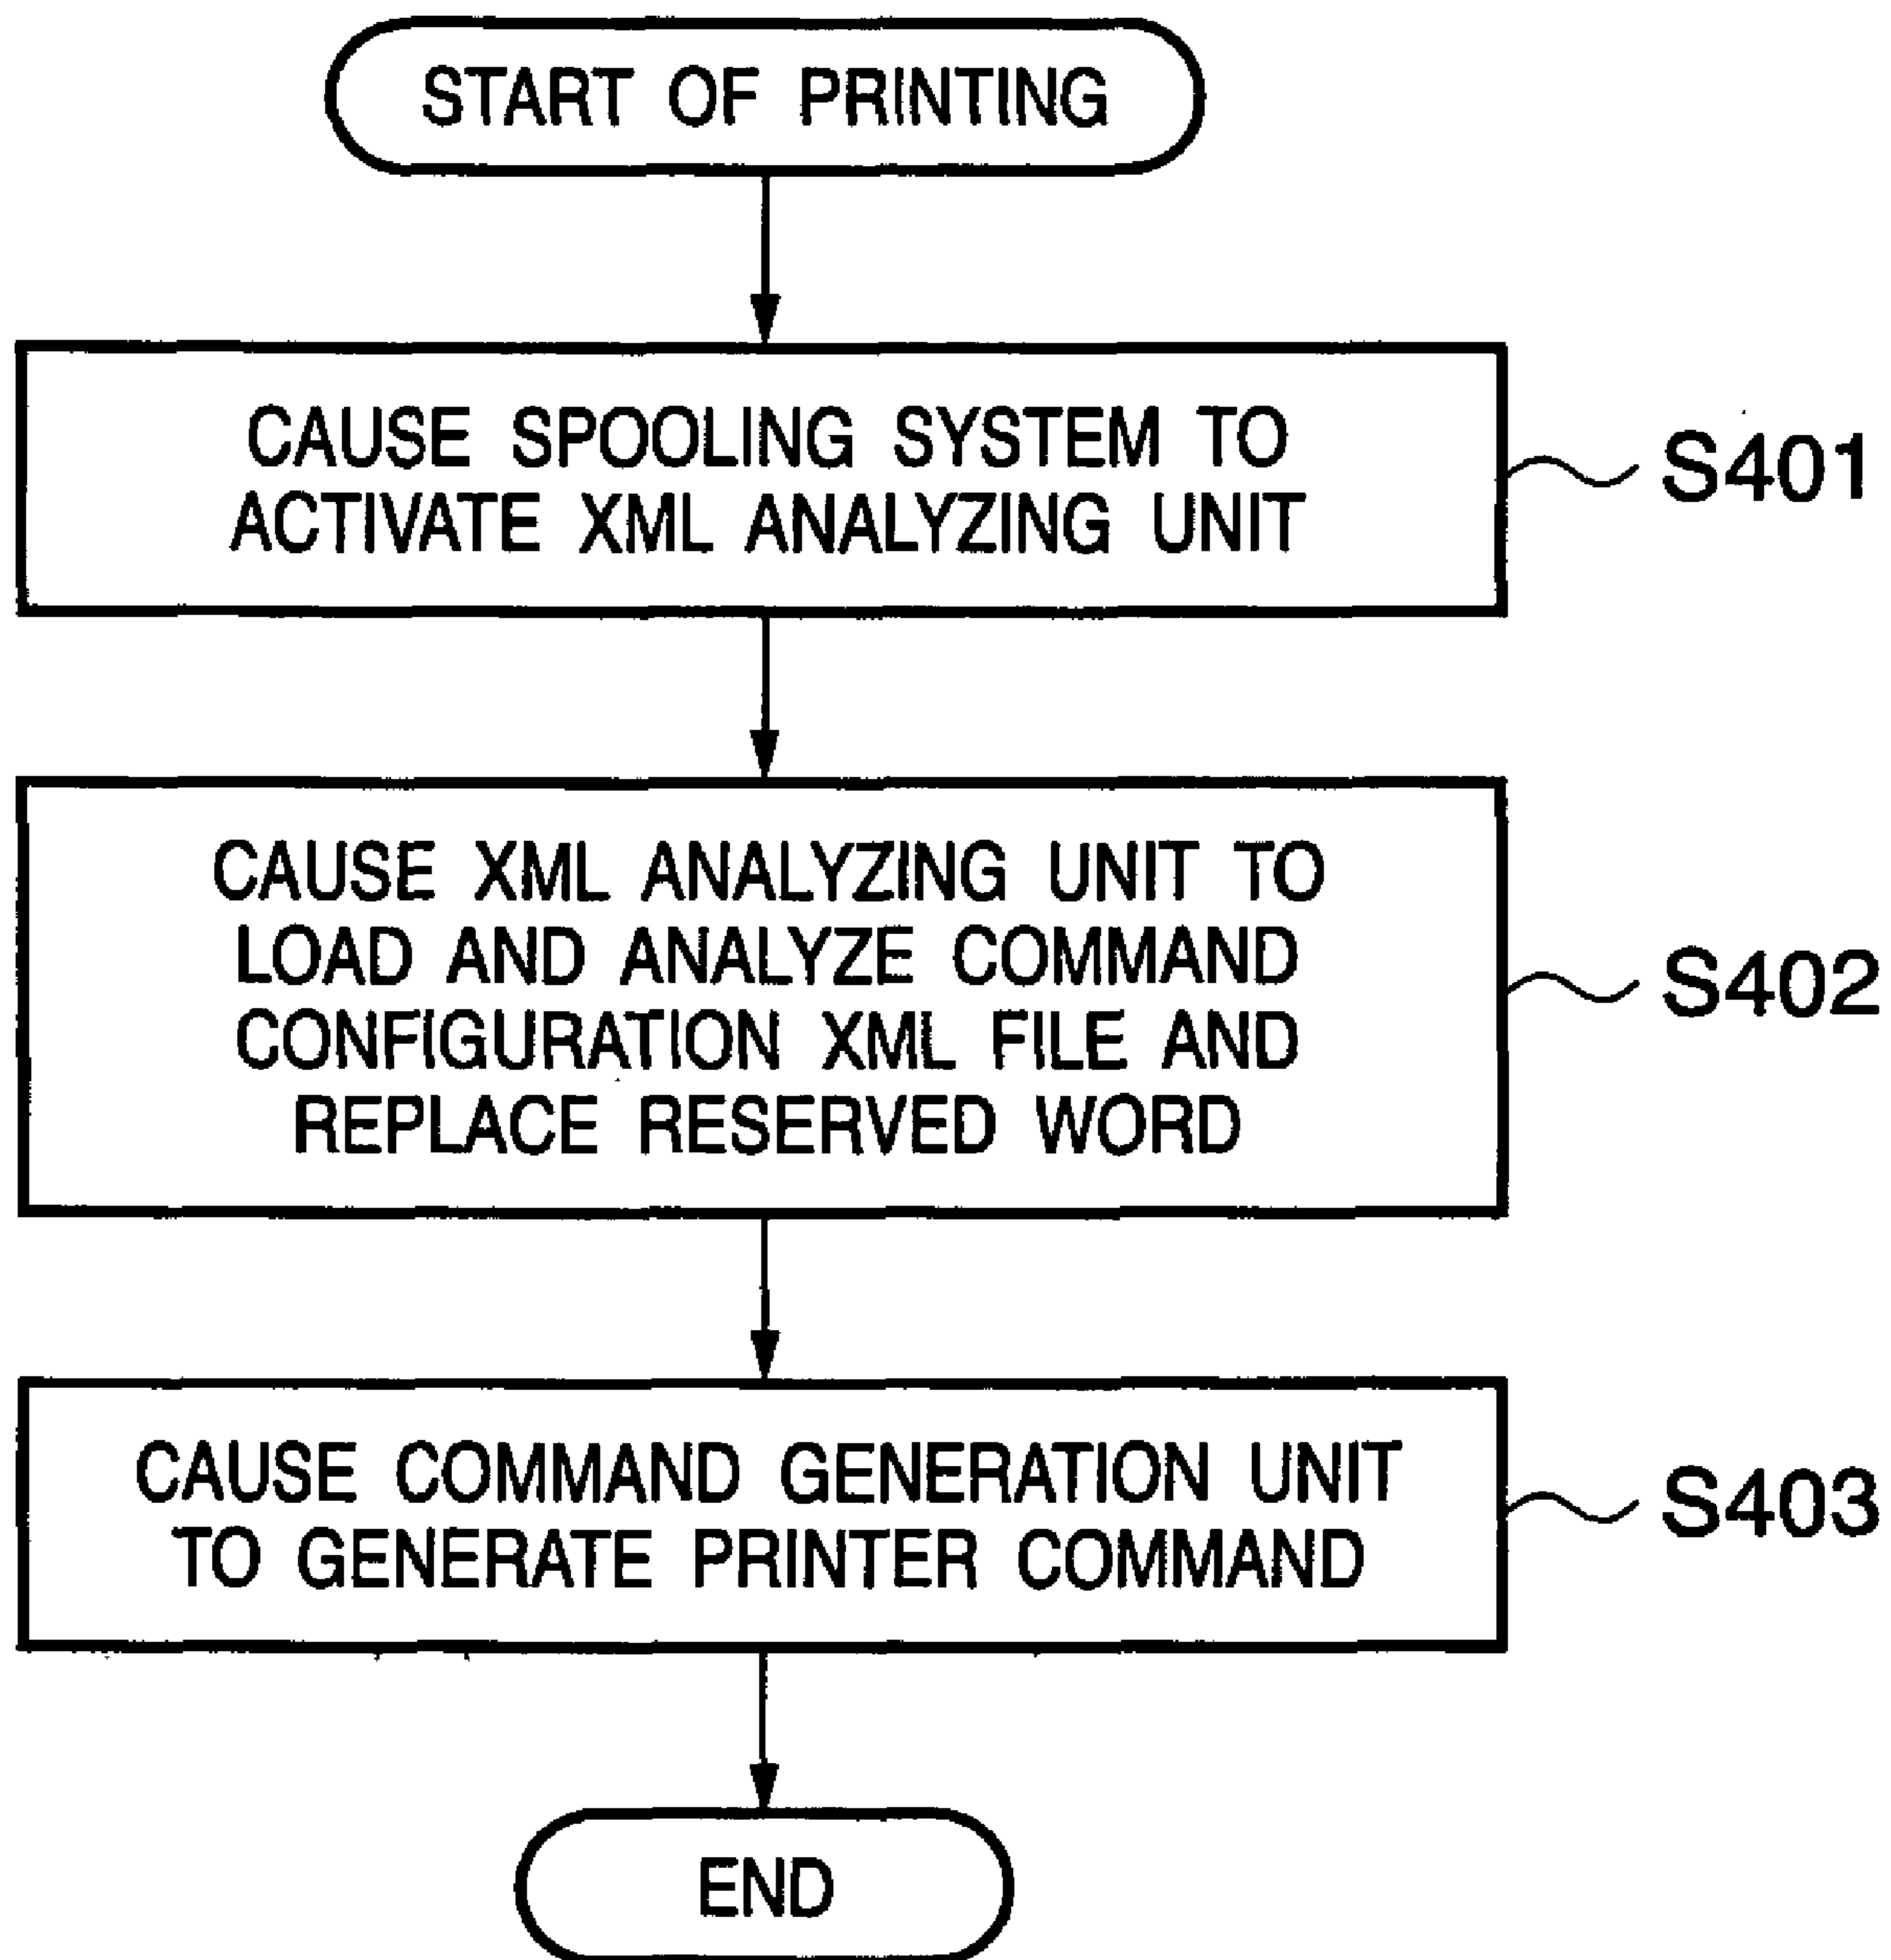 START OF PRINTING
CAUSE SPOOLING SYSTEM TO
ACTIVATE XML ANALYZING UNIT
S401
CAUSE XML ANALYZING UNIT TO
LOAD AND ANALYZE COMMAND
CONFIGURATION XML FILE AND
REPLACE RESERVED WORD
S402
CAUSE COMMAND GENERATION UNIT
TO GENERATE PRINTER COMMAND
S403
END